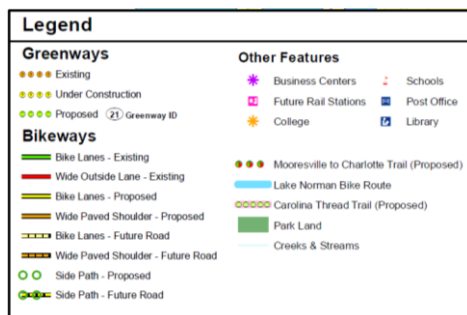 Legend
Greenways
Existing
Under Construction
Proposed 21 Greenway ID
Bikeways
Bike Lanes - Existing
Wide Outside Lane - Existing
Bike Lanes - Proposed
Wide Paved Shoulder - Proposed
Bike Lanes - Future Road
Wide Paved Shoulder - Future Road
Side Path - Proposed
Side Path - Future Road
Other Features
Business Centers
Future Rail Stations
College
Schools
Post Office
Library
Mooresville to Charlotte Trail (Proposed)
Lake Norman Bike Route
Carolina Thread Trail (Proposed)
Park Land
Creeks & Streams